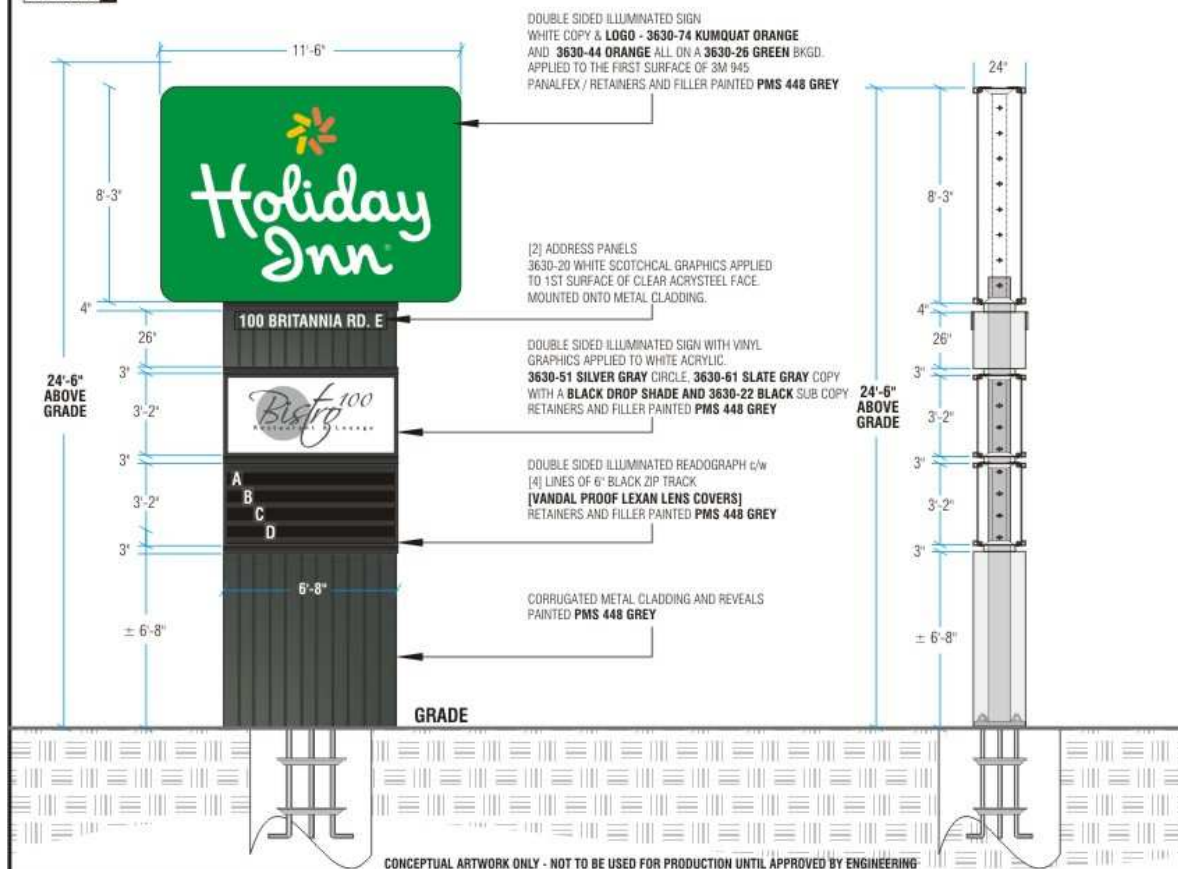 DOUBLE SIDED ILLUMINATED SIGN
WHITE COPY & LOGO - 3630-74 KUMQUAT ORANGE
AND 3630-44 ORANGE ALL ON A 3630-26 GREEN BKGD.
APPLIED TO THE FIRST SURFACE OF 3M 945
PANALFEX / RETAINERS AND FILLER PAINTED PMS 448 GREY
11'-6"
24"
8'-3"
Holiday
Inn
8'-3"
[2] ADDRESS PANELS
3630-20 WHITE SCOTCHCAL GRAPHICS APPLIED
TO 1ST SURFACE OF CLEAR ACRYSTEEL FACE.
MOUNTED ONTO METAL CLADDING.
4"
4"
100 BRITANNIA RD. E
26"
26"
DOUBLE SIDED ILLUMINATED SIGN WITH VINYL
GRAPHICS APPLIED TO WHITE ACRYLIC.
3630-51 SILVER GRAY CIRCLE, 3630-61 SLATE GRAY COPY
WITH A BLACK DROP SHADE AND 3630-22 BLACK SUB COPY
RETAINERS AND FILLER PAINTED PMS 448 GREY
3"
3"
24'-6"
ABOVE
GRADE
24'-6"
ABOVE
GRADE
3'-2"
Bistro 100
Restaurant & Lounge
3'-2"
3"
3"
DOUBLE SIDED ILLUMINATED READOGRAPH c/w
[4] LINES OF 6" BLACK ZIP TRACK
[VANDAL PROOF LEXAN LENS COVERS]
RETAINERS AND FILLER PAINTED PMS 448 GREY
A
B
C
D
3'-2"
3'-2"
3"
3"
6'-8"
CORRUGATED METAL CLADDING AND REVEALS
PAINTED PMS 448 GREY
± 6'-8"
± 6'-8"
GRADE
CONCEPTUAL ARTWORK ONLY - NOT TO BE USED FOR PRODUCTION UNTIL APPROVED BY ENGINEERING